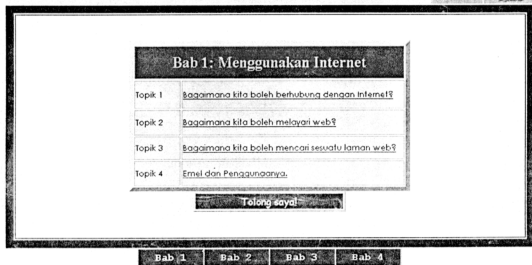 Bab 1: Menggunakan Internet
Topik 1 Bagaimana kita boleh berhubung dengan Internet?
Topik 2 Bagaimana kita boleh melayari web?
Topik 3 Bagaimana kita boleh mencari sesuatu laman web?
Topik 4 Emel dan Penggunaanya.
Tolong saya!
Bab 1 Bab 2 Bab 3 Bab 4